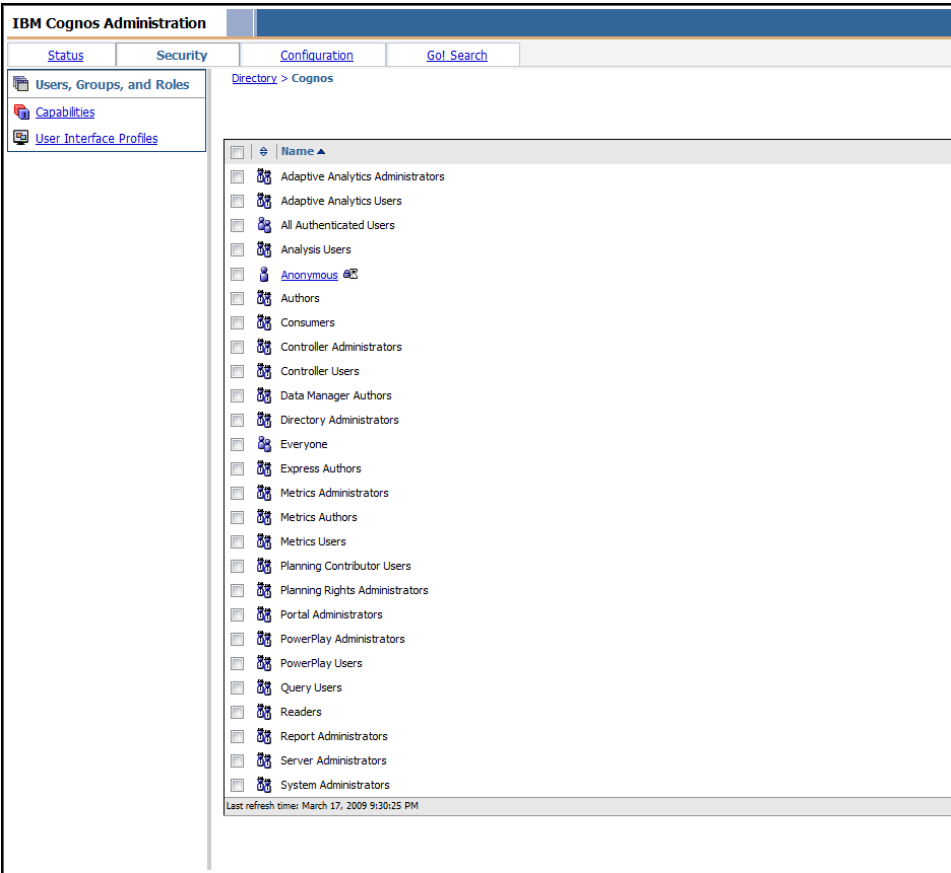 IBM Cognos Administration
Status Security Configuration Go! Search
Users, Groups, and Roles
Capabilities
User Interface Profiles
Directory > Cognos
Name
Adaptive Analytics Administrators
Adaptive Analytics Users
All Authenticated Users
Analysis Users
Anonymous
Authors
Consumers
Controller Administrators
Controller Users
Data Manager Authors
Directory Administrators
Everyone
Express Authors
Metrics Administrators
Metrics Authors
Metrics Users
Planning Contributor Users
Planning Rights Administrators
Portal Administrators
PowerPlay Administrators
PowerPlay Users
Query Users
Readers
Report Administrators
Server Administrators
System Administrators
Last refresh time: March 17, 2009 9:30:25 PM